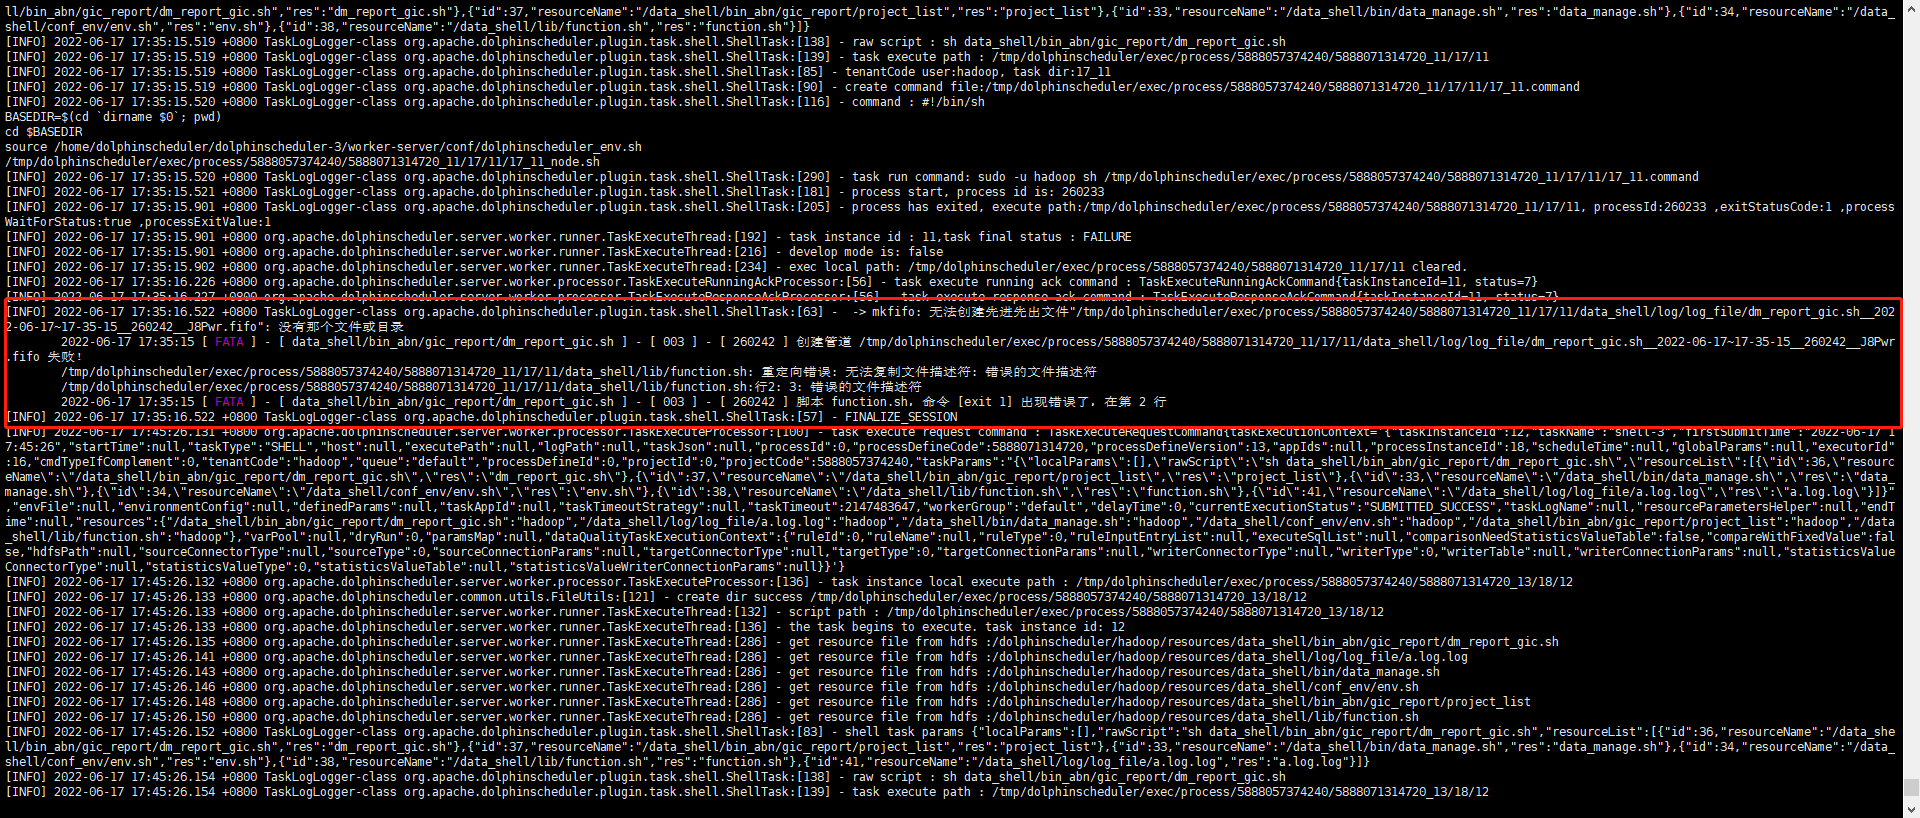 ll/bin_abn/gic_report/dm_report_gic.sh","res":"dm_report_gic.sh"},{"id":37,"resourceName":"/data_shell/bin_abn/gic_report/project_list","res":"project_list"},{"id":33,"resourceName":"/data_shell/bin/data_manage.sh","res":"data_manage.sh"},{"id":34,"resourceName":"/data_
shell/conf_env/env.sh","res":"env.sh"},{"id":38,"resourceName":"/data_shell/lib/function.sh","res":"function.sh"}]}
[INFO] 2022-06-17 17:35:15.519 +0800 TaskLogLogger-class org.apache.dolphinscheduler.plugin.task.shell.ShellTask:[138] - raw script : sh data_shell/bin_abn/gic_report/dm_report_gic.sh
[INFO] 2022-06-17 17:35:15.519 +0800 TaskLogLogger-class org.apache.dolphinscheduler.plugin.task.shell.ShellTask:[139] - task execute path : /tmp/dolphinscheduler/exec/process/5888057374240/5888071314720_11/17/11
[INFO] 2022-06-17 17:35:15.519 +0800 TaskLogLogger-class org.apache.dolphinscheduler.plugin.task.shell.ShellTask:[85] - tenantCode user:hadoop, task dir:17_11
[INFO] 2022-06-17 17:35:15.519 +0800 TaskLogLogger-class org.apache.dolphinscheduler.plugin.task.shell.ShellTask:[90] - create command file:/tmp/dolphinscheduler/exec/process/5888057374240/5888071314720_11/17/11/17_11.command
[INFO] 2022-06-17 17:35:15.520 +0800 TaskLogLogger-class org.apache.dolphinscheduler.plugin.task.shell.ShellTask:[116] - command : #!/bin/sh
BASEDIR=$(cd `dirname $0`; pwd)
cd $BASEDIR
source /home/dolphinscheduler/dolphinscheduler-3/worker-server/conf/dolphinscheduler_env.sh
/tmp/dolphinscheduler/exec/process/5888057374240/5888071314720_11/17/11/17_11_node.sh
[INFO] 2022-06-17 17:35:15.520 +0800 TaskLogLogger-class org.apache.dolphinscheduler.plugin.task.shell.ShellTask:[290] - task run command: sudo -u hadoop sh /tmp/dolphinscheduler/exec/process/5888057374240/5888071314720_11/17/11/17_11.command
[INFO] 2022-06-17 17:35:15.521 +0800 TaskLogLogger-class org.apache.dolphinscheduler.plugin.task.shell.ShellTask:[181] - process start, process id is: 260233
[INFO] 2022-06-17 17:35:15.901 +0800 TaskLogLogger-class org.apache.dolphinscheduler.plugin.task.shell.ShellTask:[205] - process has exited, execute path:/tmp/dolphinscheduler/exec/process/5888057374240/5888071314720_11/17/11, processId:260233 ,exitStatusCode:1 ,process
WaitForStatus:true ,processExitValue:1
[INFO] 2022-06-17 17:35:15.901 +0800 org.apache.dolphinscheduler.server.worker.runner.TaskExecuteThread:[192] - task instance id : 11,task final status : FAILURE
[INFO] 2022-06-17 17:35:15.901 +0800 org.apache.dolphinscheduler.server.worker.runner.TaskExecuteThread:[216] - develop mode is: false
[INFO] 2022-06-17 17:35:15.902 +0800 org.apache.dolphinscheduler.server.worker.runner.TaskExecuteThread:[234] - exec local path: /tmp/dolphinscheduler/exec/process/5888057374240/5888071314720_11/17/11 cleared.
[INFO] 2022-06-17 17:35:16.226 +0800 org.apache.dolphinscheduler.server.worker.processor.TaskExecuteRunningAckProcessor:[56] - task execute running ack command : TaskExecuteRunningAckCommand{taskInstanceId=11, status=7}
[INFO] 2022-06-17 17:35:16.227 +0800 org.apache.dolphinscheduler.server.worker.processor.TaskExecuteResponseAckProcessor:[56] - task execute response ack command : TaskExecuteResponseAckCommand{taskInstanceId=11, status=7}
[INFO] 2022-06-17 17:35:16.522 +0800 TaskLogLogger-class org.apache.dolphinscheduler.plugin.task.shell.ShellTask:[63] -  -> mkfifo: 无法创建先进先出文件"/tmp/dolphinscheduler/exec/process/5888057374240/5888071314720_11/17/11/data_shell/log/log_file/dm_report_gic.sh__202
2-06-17~17-35-15__260242__J8Pwr.fifo": 没有那个文件或目录
2022-06-17 17:35:15 [ FATA ] - [ data_shell/bin_abn/gic_report/dm_report_gic.sh ] - [ 003 ] - [ 260242 ] 创建管道 /tmp/dolphinscheduler/exec/process/5888057374240/5888071314720_11/17/11/data_shell/log/log_file/dm_report_gic.sh__2022-06-17~17-35-15__260242__J8Pwr
.fifo 失败!
/tmp/dolphinscheduler/exec/process/5888057374240/5888071314720_11/17/11/data_shell/lib/function.sh: 重定向错误: 无法复制文件描述符: 错误的文件描述符
/tmp/dolphinscheduler/exec/process/5888057374240/5888071314720_11/17/11/data_shell/lib/function.sh:行2: 3: 错误的文件描述符
2022-06-17 17:35:15 [ FATA ] - [ data_shell/bin_abn/gic_report/dm_report_gic.sh ] - [ 003 ] - [ 260242 ] 脚本 function.sh, 命令 [exit 1] 出现错误了, 在第 2 行
[INFO] 2022-06-17 17:35:16.522 +0800 TaskLogLogger-class org.apache.dolphinscheduler.plugin.task.shell.ShellTask:[57] - FINALIZE_SESSION
[INFO] 2022-06-17 17:45:26.131 +0800 org.apache.dolphinscheduler.server.worker.processor.TaskExecuteProcessor:[100] - task execute request command : TaskExecuteRequestCommand{taskExecutionContext='{"taskInstanceId":12,"taskName":"shell-3","firstSubmitTime":"2022-06-17 1
7:45:26","startTime":null,"taskType":"SHELL","host":null,"executePath":null,"logPath":null,"taskJson":null,"processId":0,"processDefineCode":5888071314720,"processDefineVersion":13,"appIds":null,"processInstanceId":18,"scheduleTime":null,"globalParams":null,"executorId"
:16,"cmdTypeIfComplement":0,"tenantCode":"hadoop","queue":"default","processDefineId":0,"projectId":0,"projectCode":5888057374240,"taskParams":"{\"localParams\":[],\"rawScript\":\"sh data_shell/bin_abn/gic_report/dm_report_gic.sh\",\"resourceList\":[{\"id\":36,\"resour
ceName\":\"/data_shell/bin_abn/gic_report/dm_report_gic.sh\",\"res\":\"dm_report_gic.sh\"},{\"id\":37,\"resourceName\":\"/data_shell/bin_abn/gic_report/project_list\",\"res\":\"project_list\"},{\"id\":33,\"resourceName\":\"/data_shell/bin/data_manage.sh\",\"res\":\"data_
manage.sh\"},{\"id\":34,\"resourceName\":\"/data_shell/conf_env/env.sh\",\"res\":\"env.sh\"},{\"id\":38,\"resourceName\":\"/data_shell/lib/function.sh\",\"res\":\"function.sh\"},{\"id\":41,\"resourceName\":\"/data_shell/log/log_file/a.log.log\",\"res\":\"a.log.log\"}]}"
,"envFile":null,"environmentConfig":null,"definedParams":null,"taskAppId":null,"taskTimeoutStrategy":null,"taskTimeout":2147483647,"workerGroup":"default","delayTime":0,"currentExecutionStatus":"SUBMITTED_SUCCESS","taskLogName":null,"resourceParametersHelper":null,"endT
ime":null,"resources":{"/data_shell/bin_abn/gic_report/dm_report_gic.sh":"hadoop","/data_shell/log/log_file/a.log.log":"hadoop","/data_shell/bin/data_manage.sh":"hadoop","/data_shell/conf_env/env.sh":"hadoop","/data_shell/bin_abn/gic_report/project_list":"hadoop","/data
_shell/lib/function.sh":"hadoop"},"varPool":null,"dryRun":0,"paramsMap":null,"dataQualityTaskExecutionContext":{"ruleId":0,"ruleName":null,"ruleType":0,"ruleInputEntryList":null,"executeSqlList":null,"comparisonNeedStatisticsValueTable":false,"compareWithFixedValue":fal
se,"hdfsPath":null,"sourceConnectorType":null,"sourceType":0,"sourceConnectionParams":null,"targetConnectorType":null,"targetType":0,"targetConnectionParams":null,"writerConnectorType":null,"writerType":0,"writerTable":null,"writerConnectionParams":null,"statisticsValue
ConnectorType":null,"statisticsValueType":0,"statisticsValueTable":null,"statisticsValueWriterConnectionParams":null}}'}
[INFO] 2022-06-17 17:45:26.132 +0800 org.apache.dolphinscheduler.server.worker.processor.TaskExecuteProcessor:[136] - task instance local execute path : /tmp/dolphinscheduler/exec/process/5888057374240/5888071314720_13/18/12
[INFO] 2022-06-17 17:45:26.133 +0800 org.apache.dolphinscheduler.common.utils.FileUtils:[121] - create dir success /tmp/dolphinscheduler/exec/process/5888057374240/5888071314720_13/18/12
[INFO] 2022-06-17 17:45:26.133 +0800 org.apache.dolphinscheduler.server.worker.runner.TaskExecuteThread:[132] - script path : /tmp/dolphinscheduler/exec/process/5888057374240/5888071314720_13/18/12
[INFO] 2022-06-17 17:45:26.133 +0800 org.apache.dolphinscheduler.server.worker.runner.TaskExecuteThread:[136] - the task begins to execute. task instance id: 12
[INFO] 2022-06-17 17:45:26.135 +0800 org.apache.dolphinscheduler.server.worker.runner.TaskExecuteThread:[286] - get resource file from hdfs :/dolphinscheduler/hadoop/resources/data_shell/bin_abn/gic_report/dm_report_gic.sh
[INFO] 2022-06-17 17:45:26.141 +0800 org.apache.dolphinscheduler.server.worker.runner.TaskExecuteThread:[286] - get resource file from hdfs :/dolphinscheduler/hadoop/resources/data_shell/log/log_file/a.log.log
[INFO] 2022-06-17 17:45:26.143 +0800 org.apache.dolphinscheduler.server.worker.runner.TaskExecuteThread:[286] - get resource file from hdfs :/dolphinscheduler/hadoop/resources/data_shell/bin/data_manage.sh
[INFO] 2022-06-17 17:45:26.146 +0800 org.apache.dolphinscheduler.server.worker.runner.TaskExecuteThread:[286] - get resource file from hdfs :/dolphinscheduler/hadoop/resources/data_shell/conf_env/env.sh
[INFO] 2022-06-17 17:45:26.148 +0800 org.apache.dolphinscheduler.server.worker.runner.TaskExecuteThread:[286] - get resource file from hdfs :/dolphinscheduler/hadoop/resources/data_shell/bin_abn/gic_report/project_list
[INFO] 2022-06-17 17:45:26.150 +0800 org.apache.dolphinscheduler.server.worker.runner.TaskExecuteThread:[286] - get resource file from hdfs :/dolphinscheduler/hadoop/resources/data_shell/lib/function.sh
[INFO] 2022-06-17 17:45:26.152 +0800 TaskLogLogger-class org.apache.dolphinscheduler.plugin.task.shell.ShellTask:[83] - shell task params {"localParams":[],"rawScript":"sh data_shell/bin_abn/gic_report/dm_report_gic.sh","resourceList":[{"id":36,"resourceName":"/data_she
ll/bin_abn/gic_report/dm_report_gic.sh","res":"dm_report_gic.sh"},{"id":37,"resourceName":"/data_shell/bin_abn/gic_report/project_list","res":"project_list"},{"id":33,"resourceName":"/data_shell/bin/data_manage.sh","res":"data_manage.sh"},{"id":34,"resourceName":"/data_
shell/conf_env/env.sh","res":"env.sh"},{"id":38,"resourceName":"/data_shell/lib/function.sh","res":"function.sh"},{"id":41,"resourceName":"/data_shell/log/log_file/a.log.log","res":"a.log.log"}]}
[INFO] 2022-06-17 17:45:26.154 +0800 TaskLogLogger-class org.apache.dolphinscheduler.plugin.task.shell.ShellTask:[138] - raw script : sh data_shell/bin_abn/gic_report/dm_report_gic.sh
[INFO] 2022-06-17 17:45:26.154 +0800 TaskLogLogger-class org.apache.dolphinscheduler.plugin.task.shell.ShellTask:[139] - task execute path : /tmp/dolphinscheduler/exec/process/5888057374240/5888071314720_13/18/12